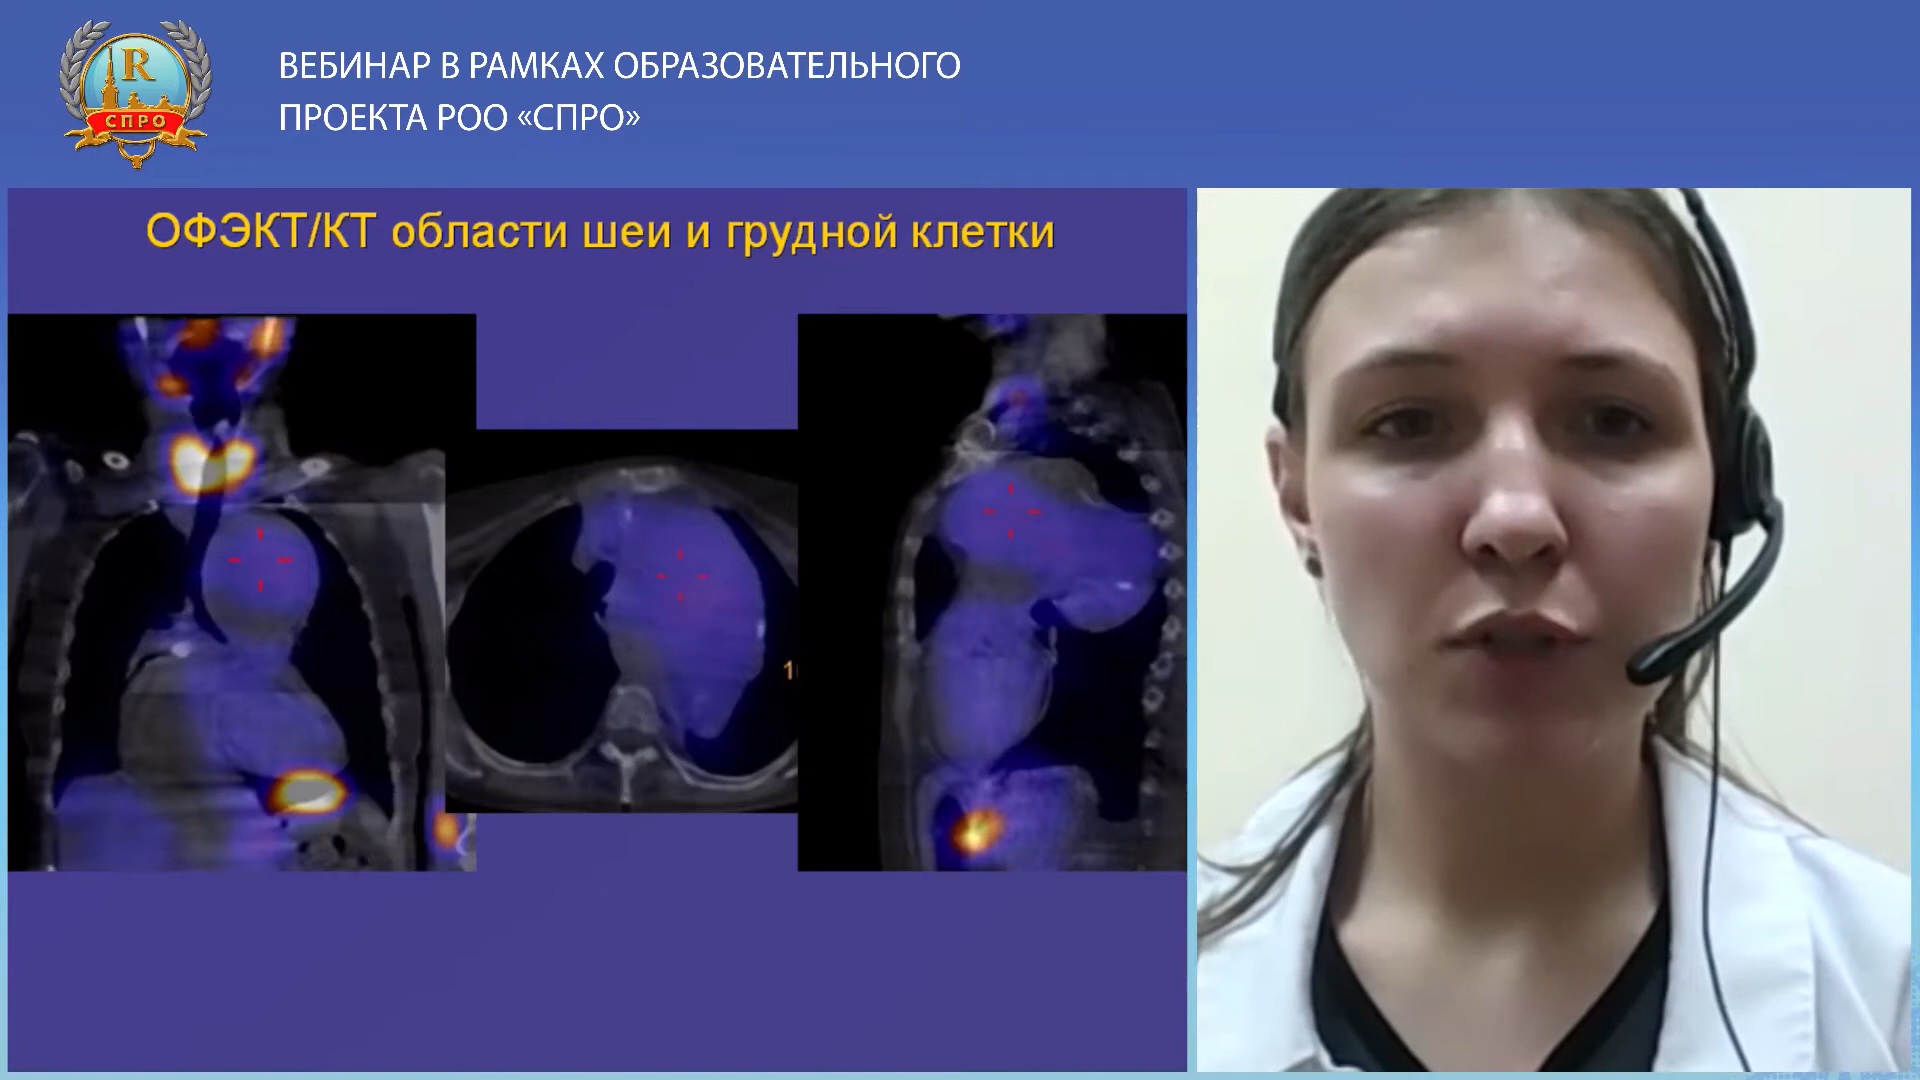 R
СПРО
ВЕБИНАР В РАМКАХ ОБРАЗОВАТЕЛЬНОГО
ПРОЕКТА РОО «СПРО»
ОФЭКТ/КТ области шеи и грудной клетки